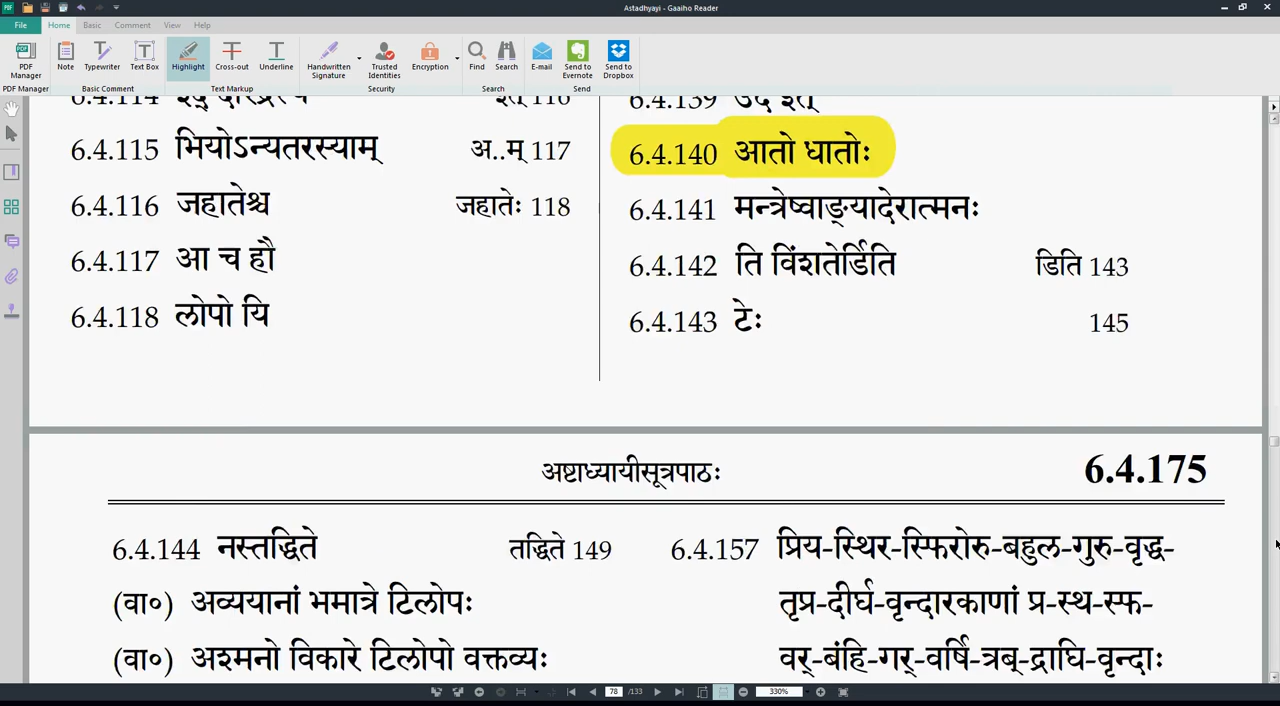 Astadhyayi - Gaaiho Reader
File Home Basic Comment View Help
PDF Manager Note Typewriter Text Box Highlight Cross-out Underline Handwritten Signature Trusted Identities Encryption Find Search E-mail Send to Evernote Send to Dropbox
PDF Manager Basic Comment Text Markup Security Search Send
6.4.115 भियोऽन्यतरस्याम् अ..म् 117
6.4.116 जहातेश्च जहातेः 118
6.4.117 आ च हौ
6.4.118 लोपो यि
6.4.139 उद ईत्
6.4.140 आतो धातोः
6.4.141 मन्त्रेष्वाङ्यादेरात्मनः
6.4.142 ति विंशतेर्डिति डिति 143
6.4.143 टेः 145
अष्टाध्यायीसूत्रपाठः 6.4.175
6.4.144 नस्तद्धिते तद्धिते 149
(वा०) अव्ययानां भमात्रे टिलोपः
(वा०) अश्मनो विकारे टिलोपो वक्तव्यः
6.4.157 प्रिय-स्थिर-स्फिरोरु-बहुल-गुरु-वृद्ध-
तृप्र-दीर्घ-वृन्दारकाणां प्र-स्थ-स्फ-
वर्-बंहि-गर्-वर्षि-त्रब्-द्राघि-वृन्दाः
78 /133 330%